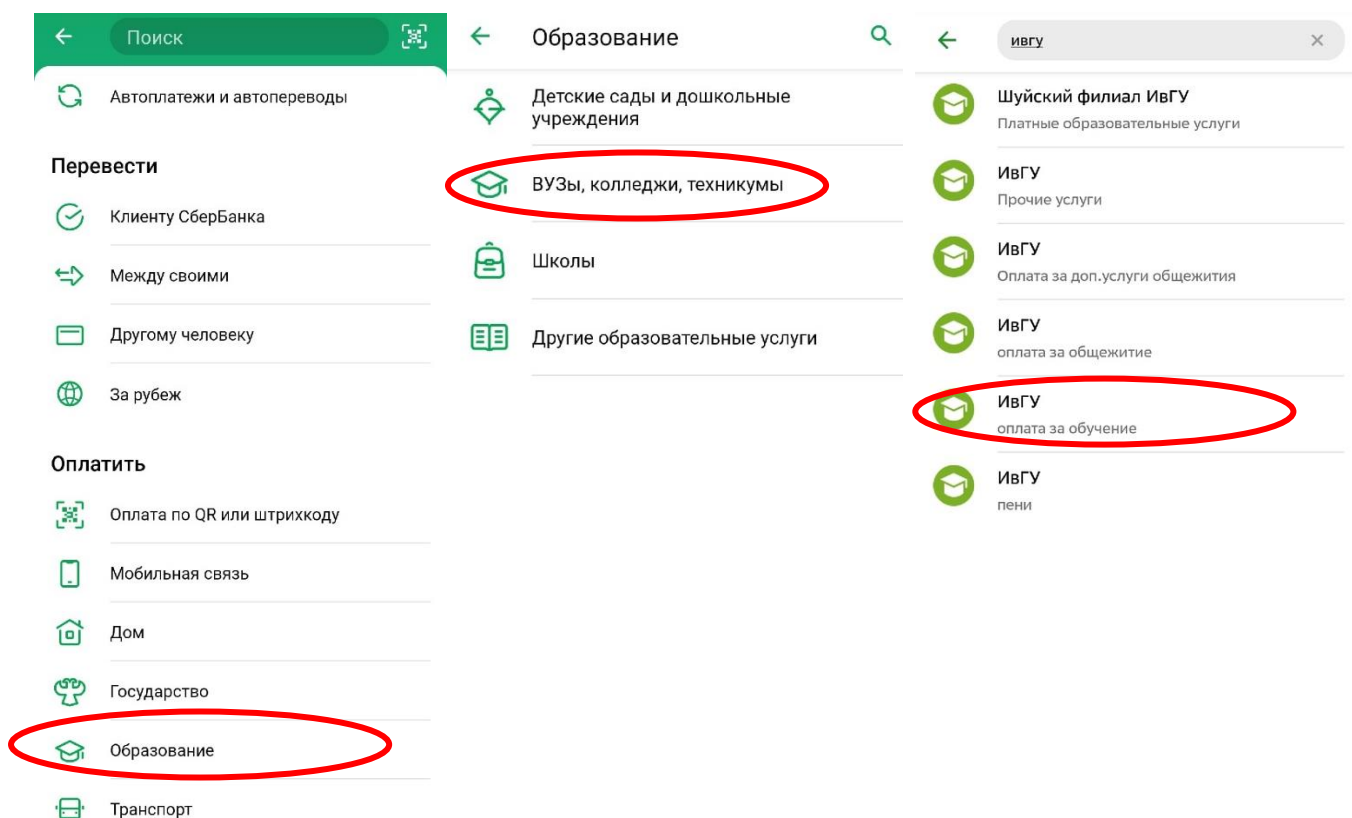 Поиск
Автоплатежи и автопереводы
Перевести
Клиенту СберБанка
Между своими
Другому человеку
За рубеж
Оплатить
Оплата по QR или штрихкоду
Мобильная связь
Дом
Государство
Образование
Транспорт
Образование
Детские сады и дошкольные
учреждения
ВУЗы, колледжи, техникумы
Школы
Другие образовательные услуги
ивгу
Шуйский филиал ИвГУ
Платные образовательные услуги
ИвГУ
Прочие услуги
ИвГУ
Оплата за доп.услуги общежития
ИвГУ
оплата за общежитие
ИвГУ
оплата за обучение
ИвГУ
пени